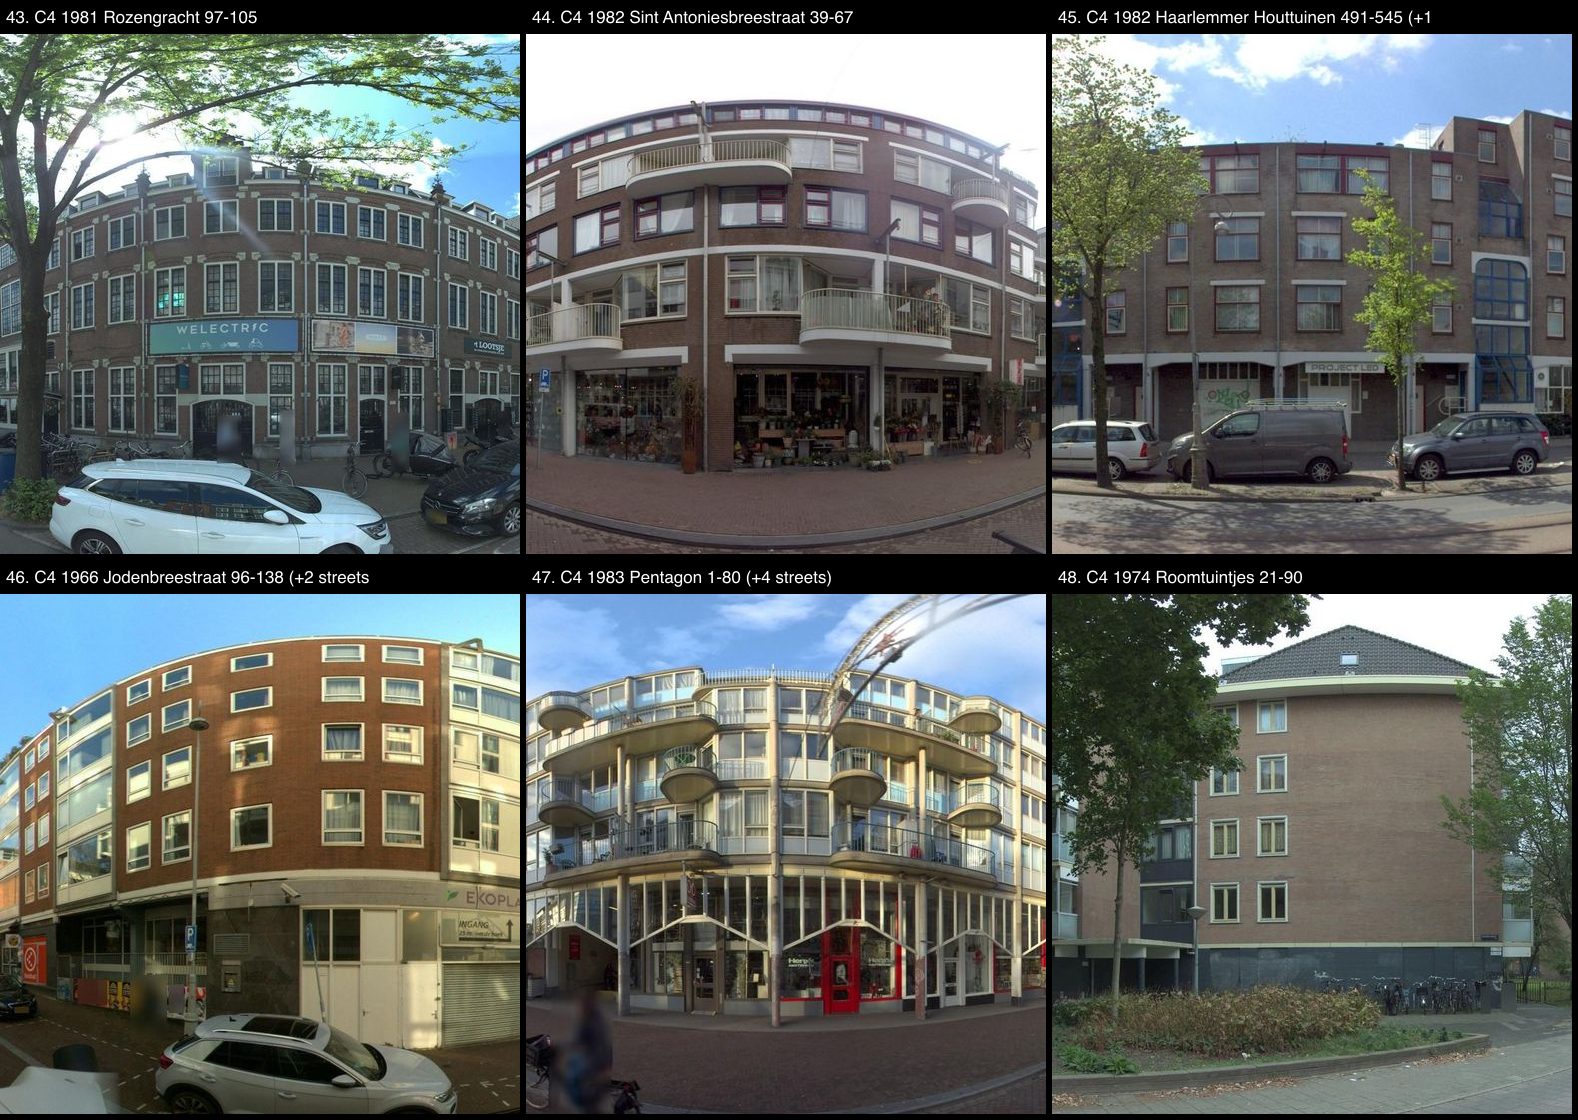 43. C4 1981 Rozengracht 97-105
44. C4 1982 Sint Antoniesbreestraat 39-67
45. C4 1982 Haarlemmer Houttuinen 491-545 (+1
WELECTRIC
't LOOTSJE
PROJECT LED
46. C4 1966 Jodenbreestraat 96-138 (+2 streets
47. C4 1983 Pentagon 1-80 (+4 streets)
48. C4 1974 Roomtuintjes 21-90
EKOPLA
INGANG
P